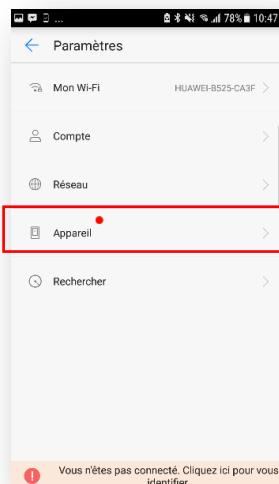 ... 78% 10:47
Paramètres
Mon Wi-Fi HUAWEI-B525-CA3F
Compte
Réseau
Appareil
Rechercher
Vous n'êtes pas connecté. Cliquez ici pour vous
identifier